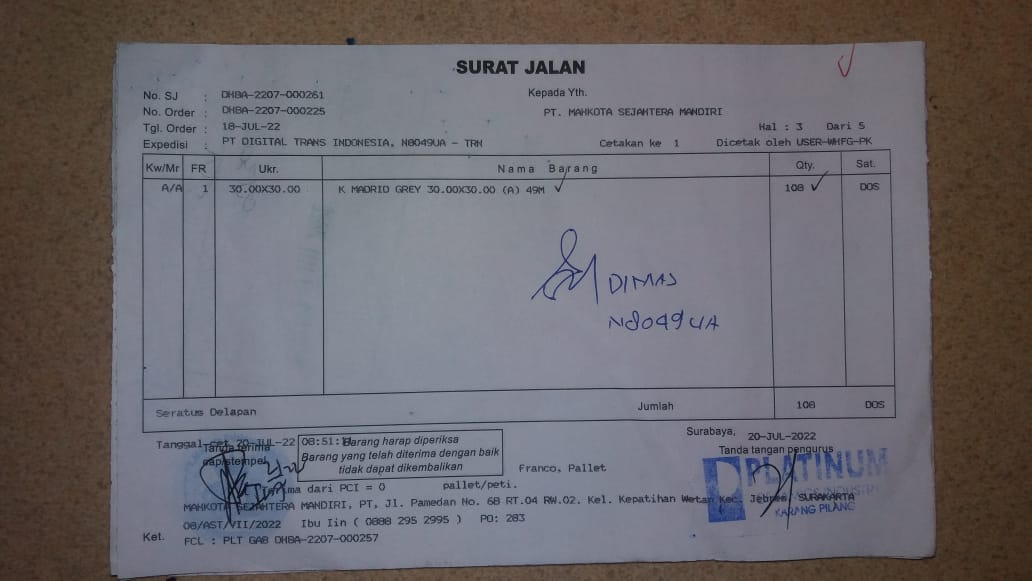 SURAT JALAN
No. SJ : DHBA-2207-000261
Kepada Yth.
No. Order : DHBA-2207-000225
PT. MAHKOTA SEJAHTERA MANDIRI
Tgl. Order : 18-JUL-22
Hal : 3 Dari 5
Expedisi : PT DIGITAL TRANS INDONESIA, N8049UA - TRN
Cetakan ke 1 Dicetak oleh USER-WHFG-PK
Kw/Mr FR Ukr. Nama Barang Qty. Sat.
A/A 1 30.00X30.00 K MADRID GREY 30.00X30.00 (A) 49M 108 DOS
DIMAS
N8049UA
Seratus Delapan Jumlah 108 DOS
Tanggal cet 20-JUL-22 08:51:
Surabaya, 20-JUL-2022
Tanda terima
cap/stempel
Barang harap diperiksa
Barang yang telah diterima dengan baik
tidak dapat dikembalikan
Tanda tangan pengurus
Franco, Pallet
PLATINUM
INDUSTRI
KARANG PILANG
terima dari PCI = 0 pallet/peti.
MAHKOTA SEJAHTERA MANDIRI, PT, Jl. Pamedan No. 6B RT.04 RW.02. Kel. Kepatihan Wetan Kec. Jebres, SURAKARTA
08/AST/VII/2022 Ibu Iin ( 0888 295 2995 ) PO: 283
Ket. FCL : PLT GAB DHBA-2207-000257